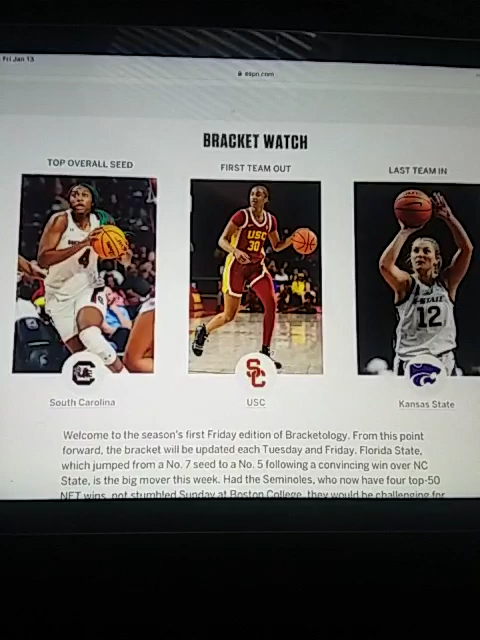 Fri Jan 13
espn.com
BRACKET WATCH
TOP OVERALL SEED
FIRST TEAM OUT
LAST TEAM IN
4
USC
30
STATE
12
SC
South Carolina
USC
Kansas State
Welcome to the season's first Friday edition of Bracketology. From this point
forward, the bracket will be updated each Tuesday and Friday. Florida State,
which jumped from a No. 7 seed to a No. 5 following a convincing win over NC
State, is the big mover this week. Had the Seminoles, who now have four top-50
NET wins, not stumbled Sunday at Boston College, they would be challenging for